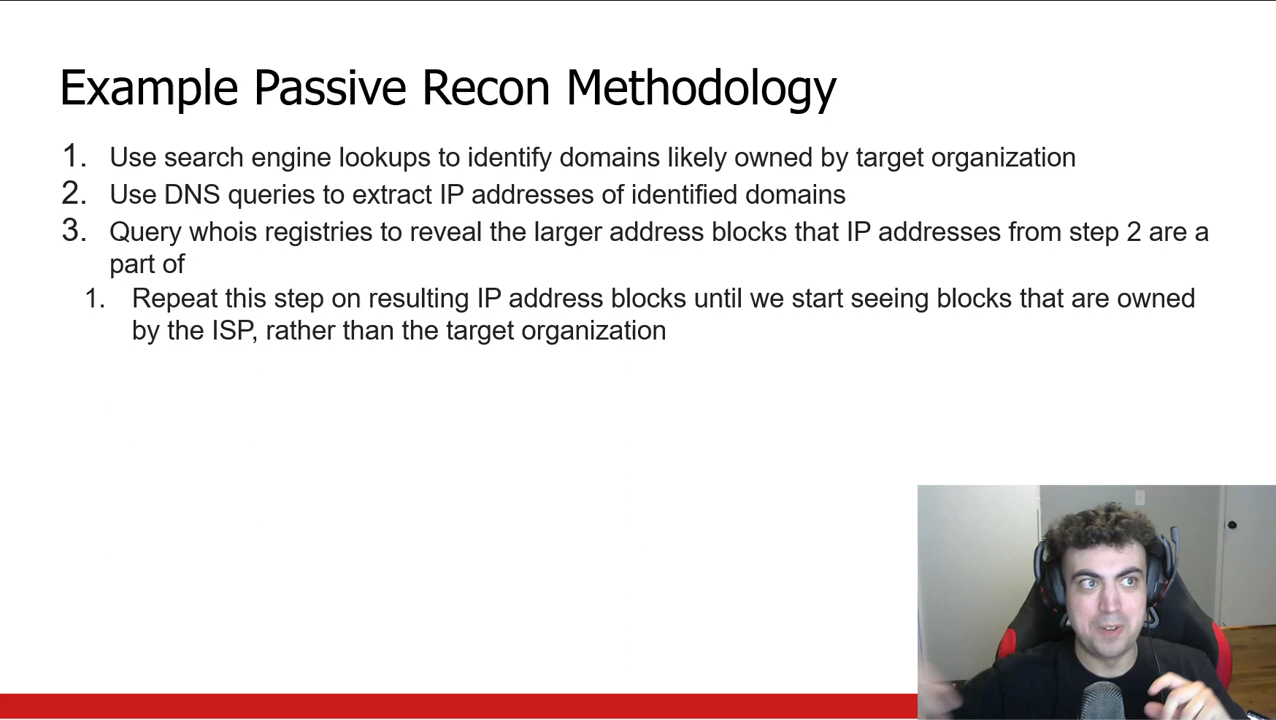 Example Passive Recon Methodology
1. Use search engine lookups to identify domains likely owned by target organization
2. Use DNS queries to extract IP addresses of identified domains
3. Query whois registries to reveal the larger address blocks that IP addresses from step 2 are a
part of
1. Repeat this step on resulting IP address blocks until we start seeing blocks that are owned
by the ISP, rather than the target organization